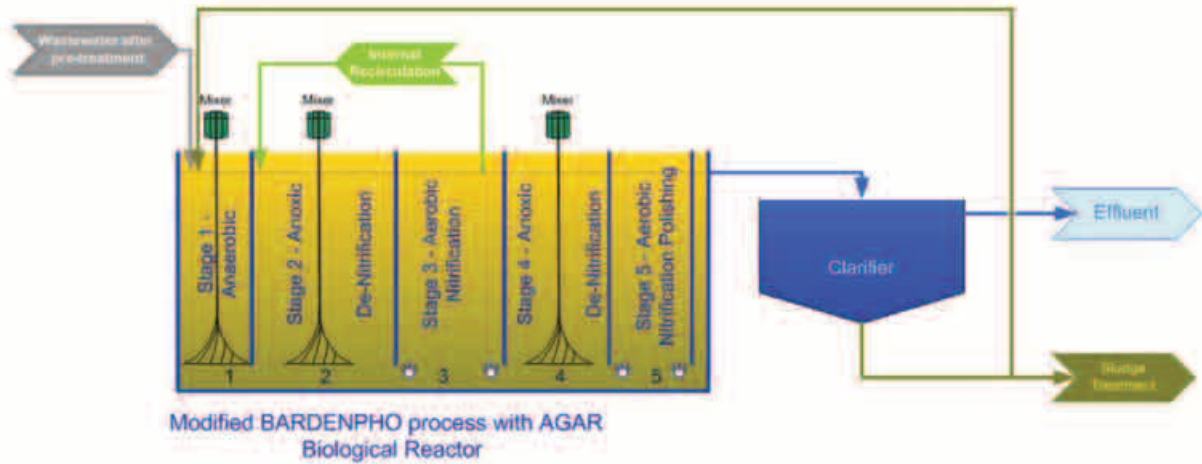 Wastewater after
pre-treatment
Internal
Recirculation
Mixer
Mixer
Mixer
Stage 1 -
Anaerobic
Stage 2 - Anoxic
De-Nitrification
Stage 3 - Aerobic
Nitrification
Stage 4 - Anoxic
De-Nitrification
Stage 5 - Aerobic
Nitrification Polishing
1
2
3
4
5
Clarifier
Effluent
Sludge
Treatment
Modified BARDENPHO process with AGAR
Biological Reactor